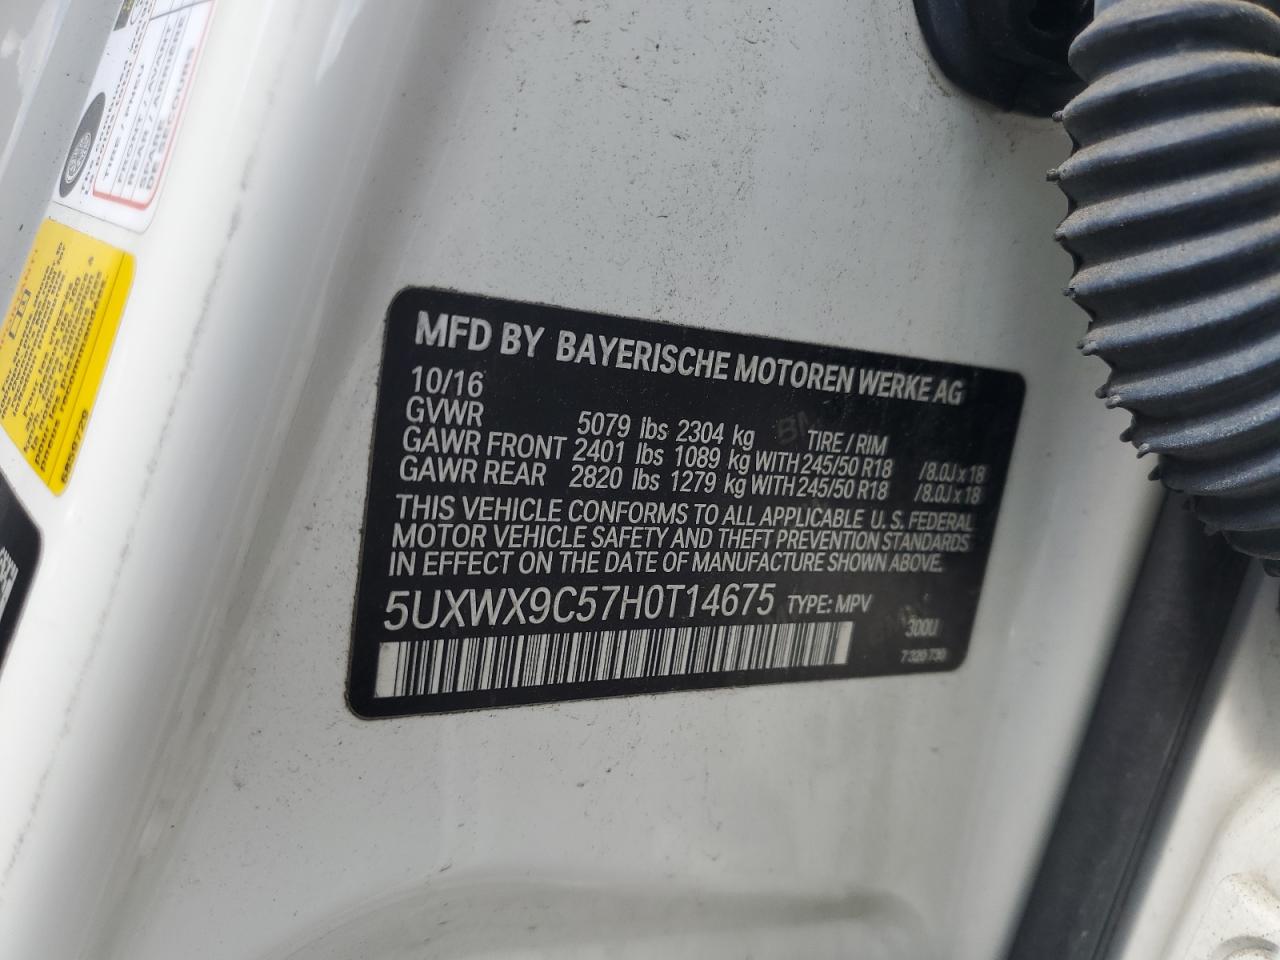 MFD BY BAYERISCHE MOTOREN WERKE AG
10/16
GVWR 5079 lbs 2304 kg TIRE / RIM
GAWR FRONT 2401 lbs 1089 kg WITH 245/50 R18 /8.0J x 18
GAWR REAR 2820 lbs 1279 kg WITH 245/50 R18 /8.0J x 18
THIS VEHICLE CONFORMS TO ALL APPLICABLE U.S. FEDERAL
MOTOR VEHICLE SAFETY AND THEFT PREVENTION STANDARDS
IN EFFECT ON THE DATE OF MANUFACTURE SHOWN ABOVE.
5UXWX9C57H0T14675 TYPE: MPV
300U
7 320 730